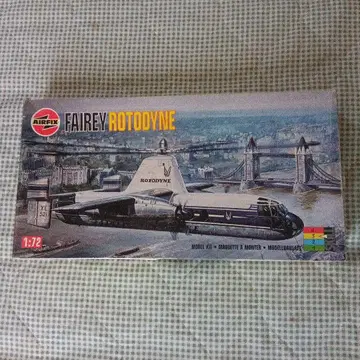 AIRFIX
FAIREY ROTODYNE
ROTODYNE
1:72
MODEL KIT • MAQUETTE A MONTER • MODELLBAUSATZ